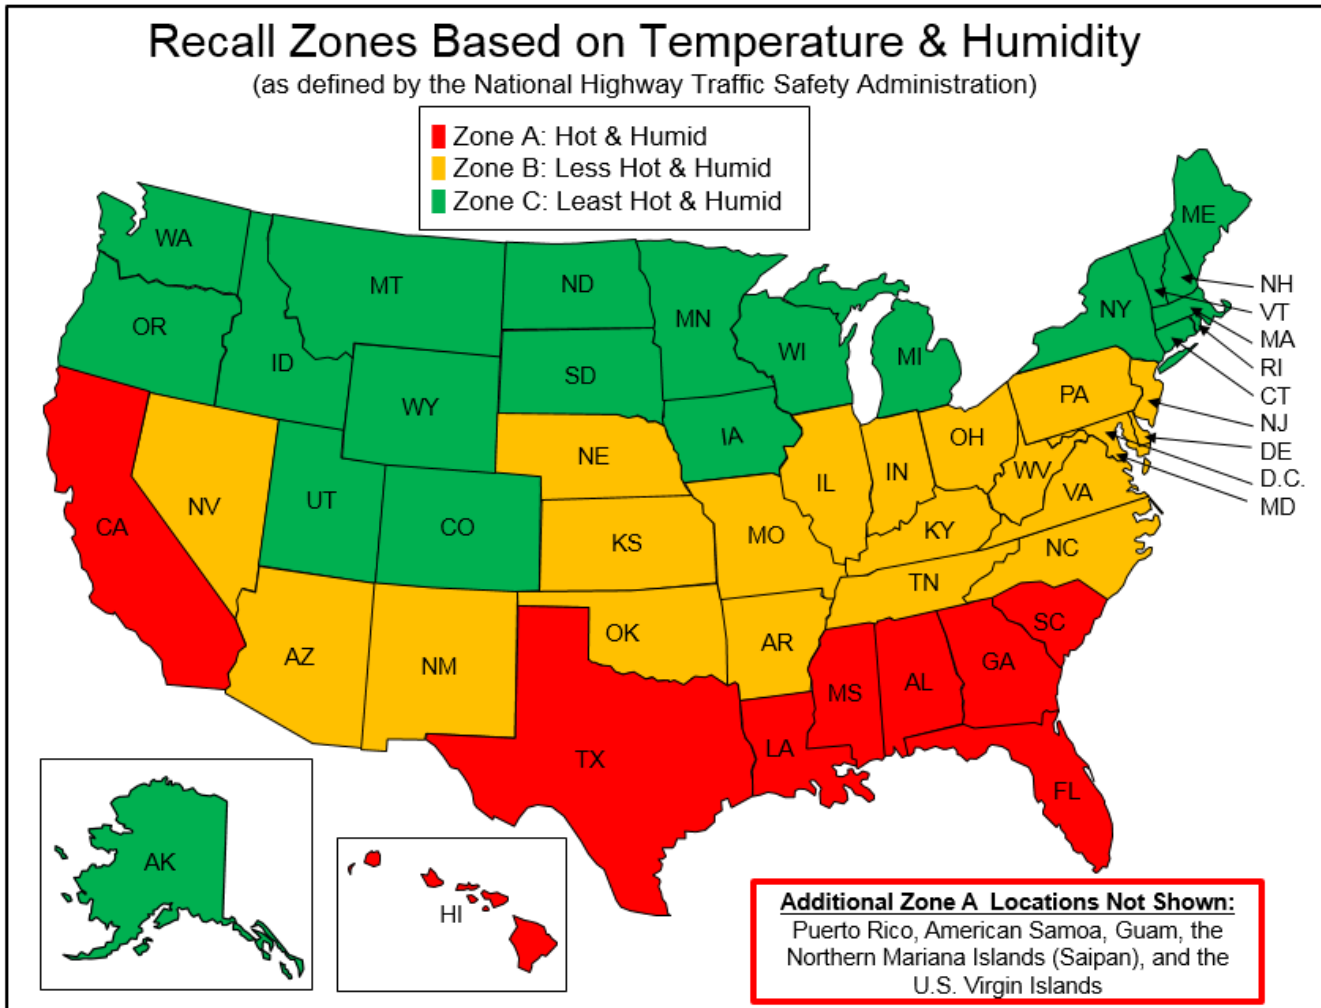 Recall Zones Based on Temperature & Humidity
(as defined by the National Highway Traffic Safety Administration)
Zone A: Hot & Humid
Zone B: Less Hot & Humid
Zone C: Least Hot & Humid
WA
MT
ND
MN
ME
OR
ID
WY
SD
WI
MI
NY
NH
VT
MA
RI
CT
NJ
DE
D.C.
MD
IA
NE
PA
OH
IL
IN
WV
VA
CA
NV
UT
CO
KS
MO
KY
NC
TN
AZ
NM
OK
AR
SC
TX
LA
MS
AL
GA
FL
AK
HI
Additional Zone A Locations Not Shown:
Puerto Rico, American Samoa, Guam, the
Northern Mariana Islands (Saipan), and the
U.S. Virgin Islands